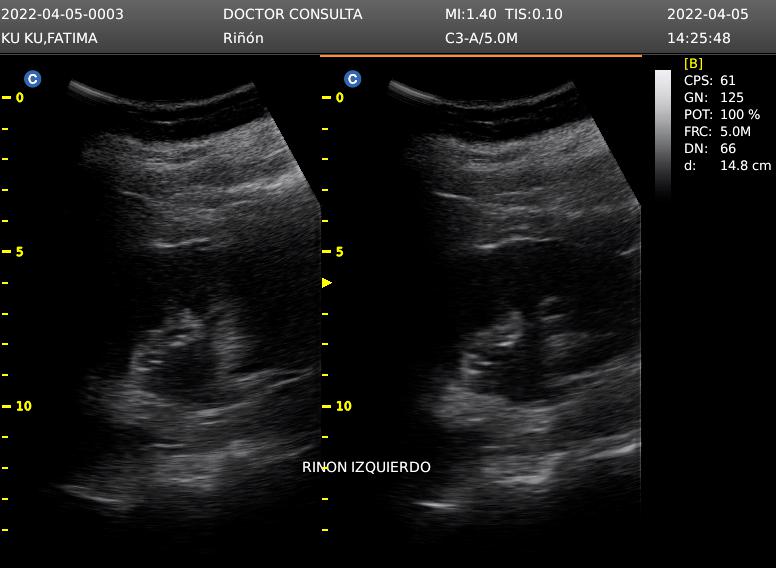 2022-04-05-0003 DOCTOR CONSULTA MI:1.40 TIS:0.10 2022-04-05
KU KU,FATIMA Riñón C3-A/5.0M 14:25:48
C C
[B]
CPS: 61
GN: 125
POT: 100 %
FRC: 5.0M
DN: 66
d: 14.8 cm
0 0
5 5
10 10
RINON IZQUIERDO